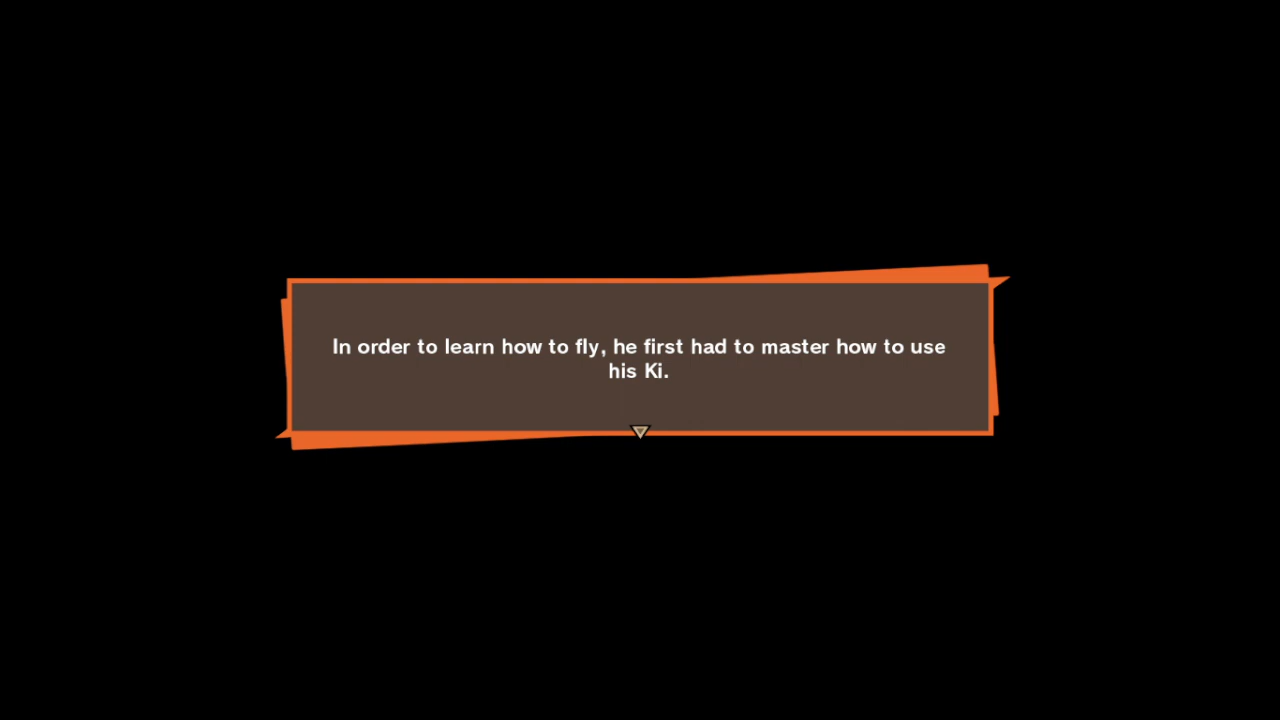 In order to learn how to fly, he first had to master how to use
his Ki.